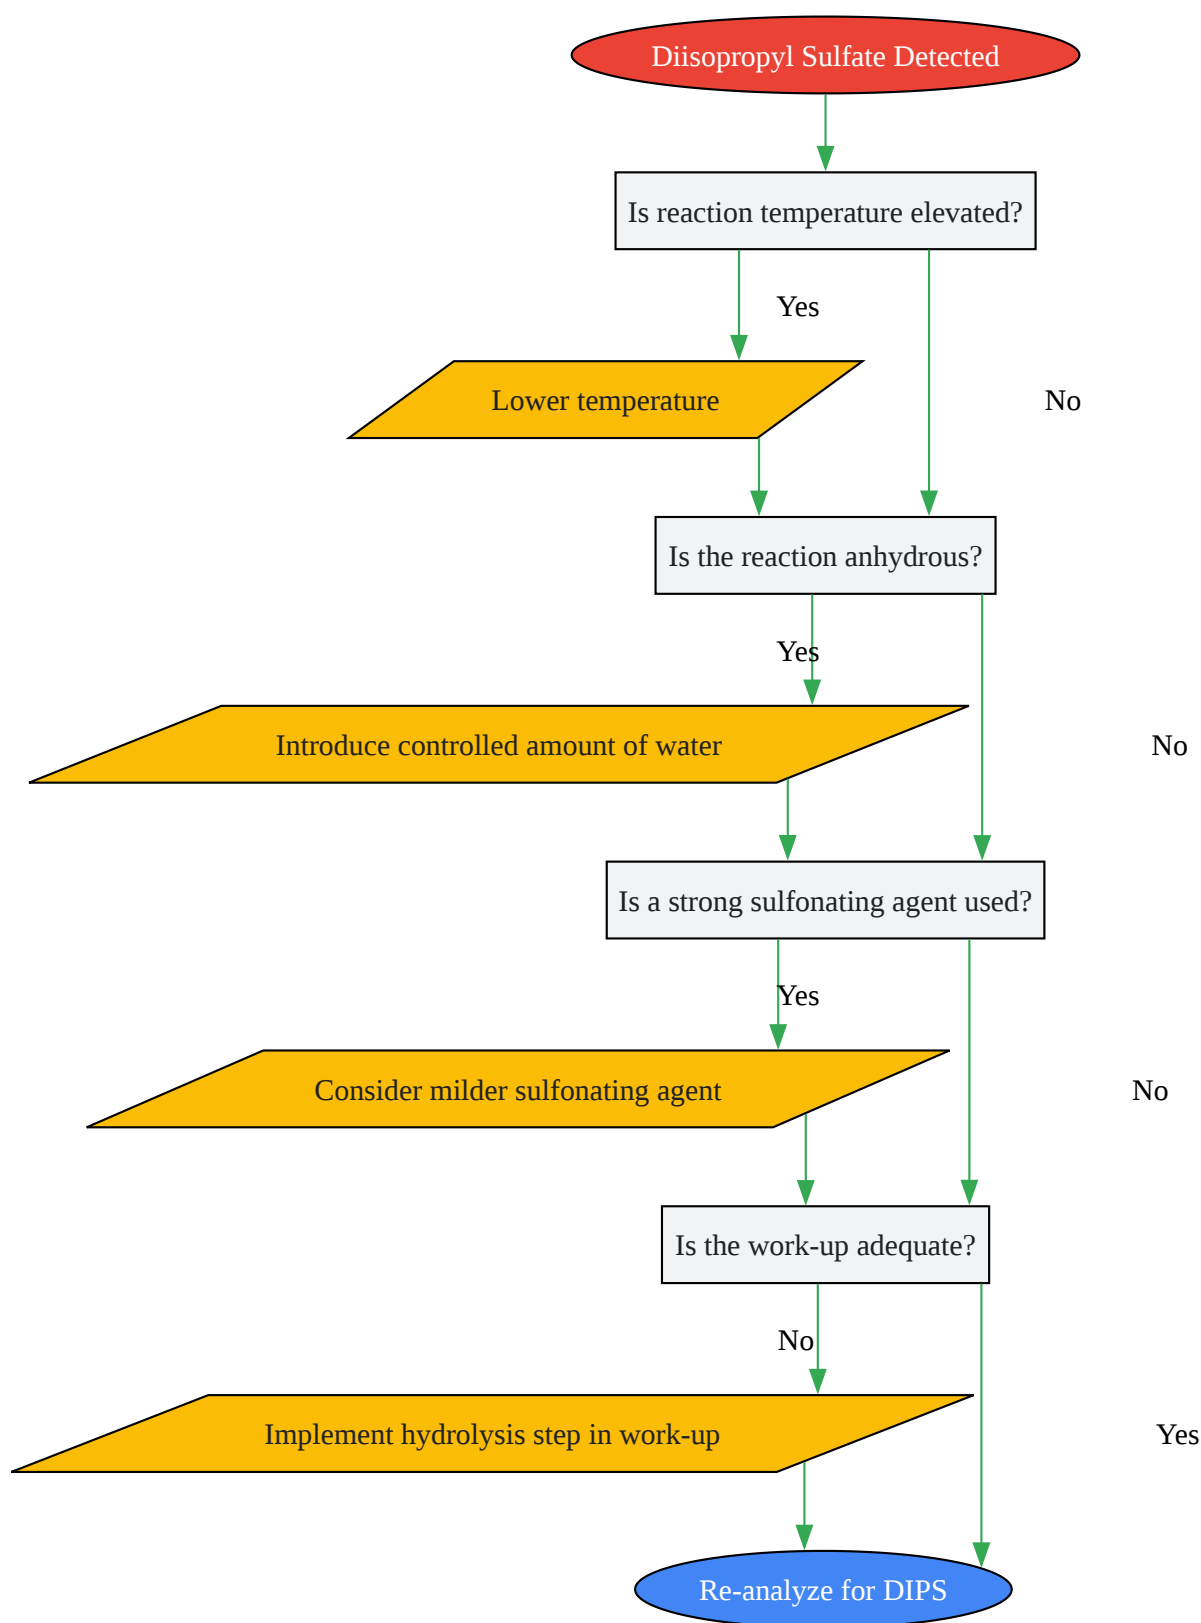 Diisopropyl Sulfate Detected
Is reaction temperature elevated?
Yes
Lower temperature
No
Is the reaction anhydrous?
Yes
Introduce controlled amount of water
No
Is a strong sulfonating agent used?
Yes
Consider milder sulfonating agent
No
Is the work-up adequate?
No
Implement hydrolysis step in work-up
Yes
Re-analyze for DIPS